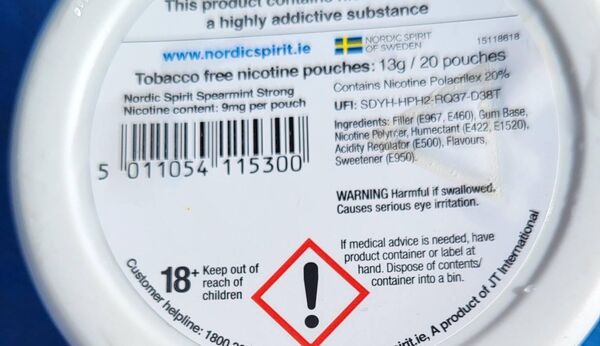 This product contains
a highly addictive substance
www.nordicspirit.ie
NORDIC SPIRIT
OF SWEDEN
15118618
Tobacco free nicotine pouches: 13g / 20 pouches
Nordic Spirit Spearmint Strong
Nicotine content: 9mg per pouch
5 011054 115300
Contains Nicotine Polacrilex 20%
UFI: SDYH-HPH2-RQ37-D38T
Ingredients: Filler (E967, E460), Gum Base,
Nicotine Polymer, Humectant (E422, E1520),
Acidity Regulator (E500), Flavours,
Sweetener (E950).
WARNING Harmful if swallowed.
Causes serious eye irritation.
If medical advice is needed, have
product container or label at
hand. Dispose of contents/
container into a bin.
18+ Keep out of
reach of
children
!
Customer helpline: 1800
spirit.ie, A product of JT International